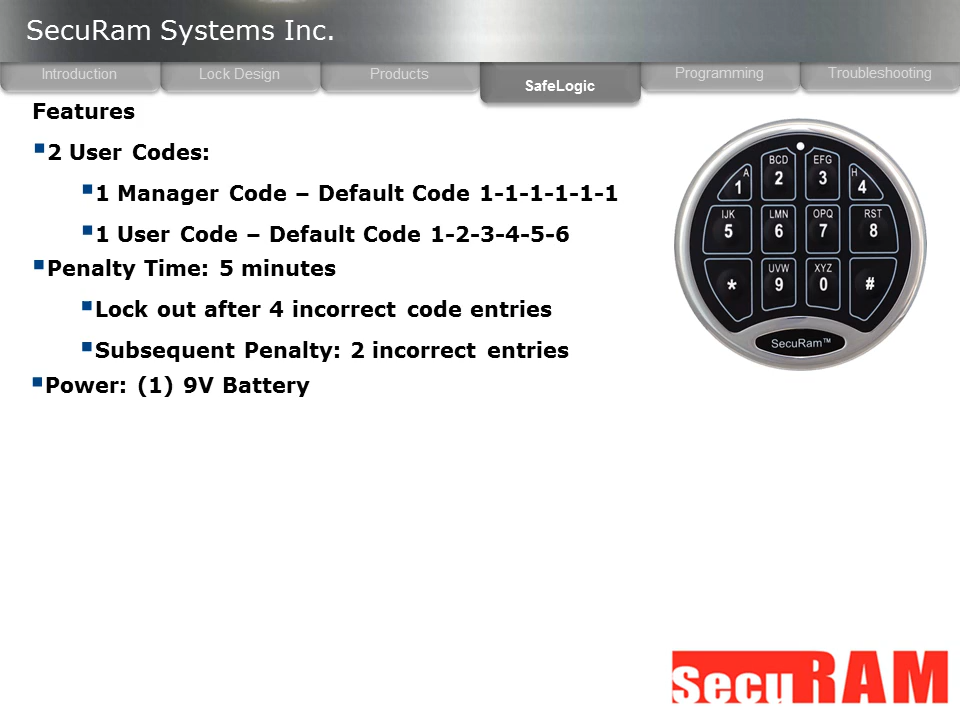 SecuRam Systems Inc.
Introduction
Lock Design
Products
SafeLogic
Programming
Troubleshooting
Features
2 User Codes:
1 Manager Code – Default Code 1-1-1-1-1-1
1 User Code – Default Code 1-2-3-4-5-6
Penalty Time: 5 minutes
Lock out after 4 incorrect code entries
Subsequent Penalty: 2 incorrect entries
Power: (1) 9V Battery
A BCD EFG H
1 2 3 4
IJK LMN OPQ RST
5 6 7 8
UVW XYZ
* 9 0 #
SecuRam™
SecuRAM